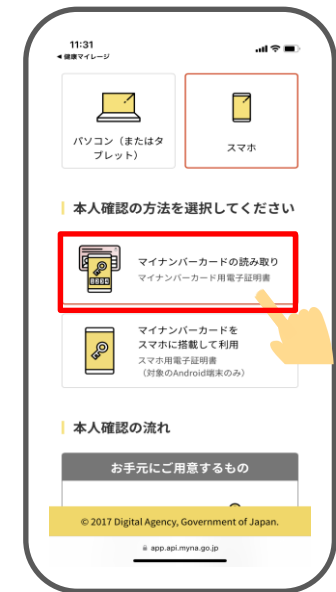 11:31
◀健康マイレージ
パソコン（またはタ
ブレット）
スマホ
本人確認の方法を選択してください
マイナンバーカードの読み取り
マイナンバーカード用電子証明書
マイナンバーカードを
スマホに搭載して利用
スマホ用電子証明書
（対象のAndroid端末のみ）
本人確認の流れ
お手元にご用意するもの
© 2017 Digital Agency, Government of Japan.
app.api.myna.go.jp